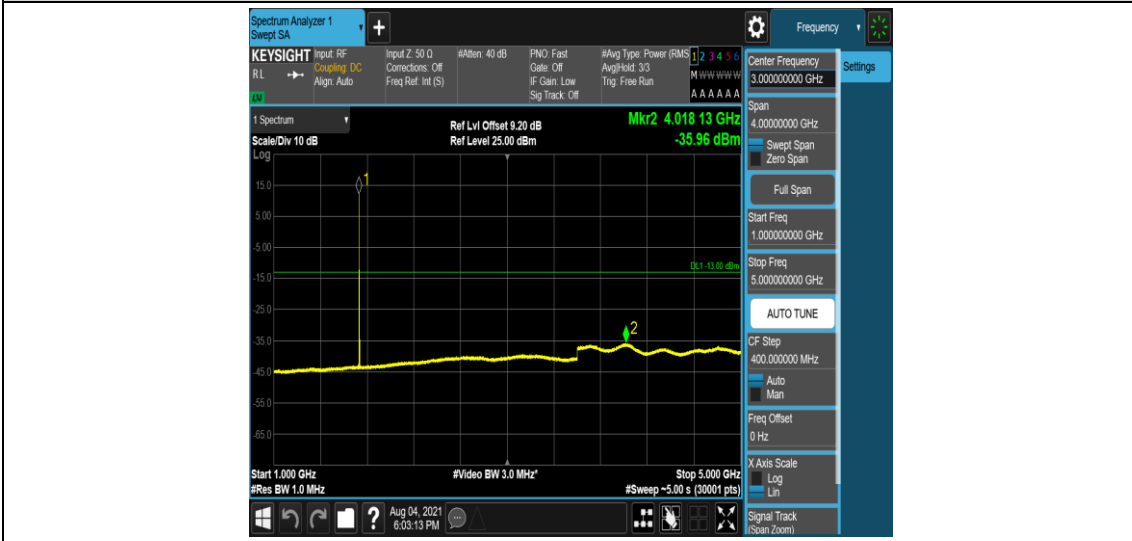 Spectrum Analyzer 1
Swept SA
Frequency
KEYSIGHT
RL
Input: RF
Coupling: DC
Align: Auto
Input Z: 50 Ω
Corrections: Off
Freq Ref: Int (S)
#Atten: 40 dB
PNO: Fast
Gate: Off
IF Gain: Low
Sig Track: Off
#Avg Type: Power (RMS
Avg|Hold: 3/3
Trig: Free Run
1 2 3 4 5 6
M W W W W W
A A A A A A
1 Spectrum
Scale/Div 10 dB
Log
Ref Lvl Offset 9.20 dB
Ref Level 25.00 dBm
Mkr2 4.018 13 GHz
-35.96 dBm
15.0
5.00
-5.00
-15.0
-25.0
-35.0
-45.0
-55.0
-65.0
1
DL1 -13.00 dBm
2
Start 1.000 GHz
#Res BW 1.0 MHz
#Video BW 3.0 MHz*
Stop 5.000 GHz
#Sweep ~5.00 s (30001 pts)
Aug 04, 2021
6:03:13 PM
Center Frequency
3.000000000 GHz
Settings
Span
4.00000000 GHz
Swept Span
Zero Span
Full Span
Start Freq
1.000000000 GHz
Stop Freq
5.000000000 GHz
AUTO TUNE
CF Step
400.000000 MHz
Auto
Man
Freq Offset
0 Hz
X Axis Scale
Log
Lin
Signal Track
(Span Zoom)